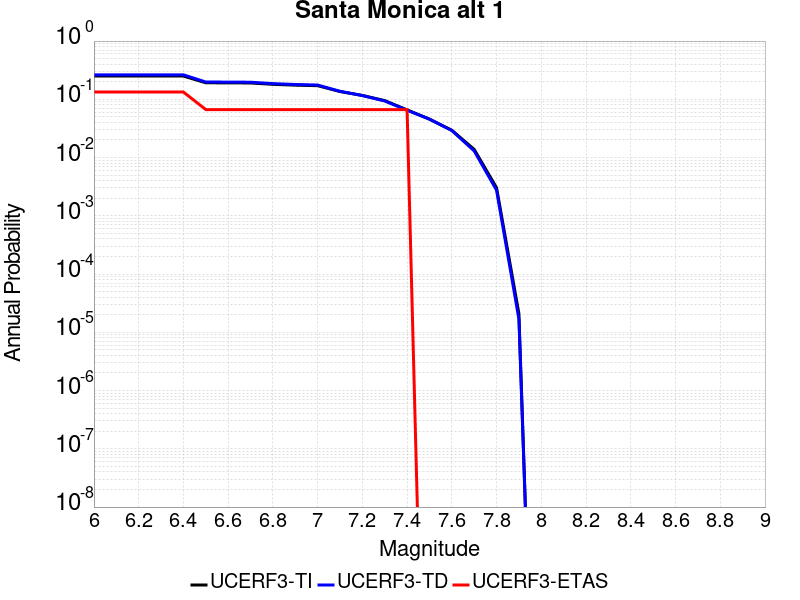 Santa Monica alt 1
10^0
10^-1
10^-2
10^-3
10^-4
10^-5
10^-6
10^-7
10^-8
Annual Probability
6 6.2 6.4 6.6 6.8 7 7.2 7.4 7.6 7.8 8 8.2 8.4 8.6 8.8 9
Magnitude
UCERF3-TI UCERF3-TD UCERF3-ETAS